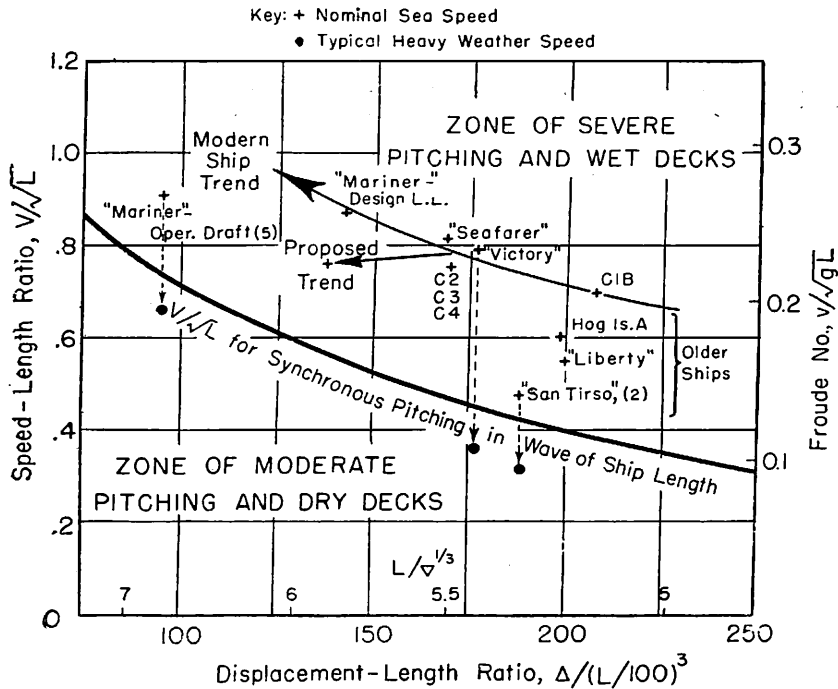 Key: + Nominal Sea Speed
● Typical Heavy Weather Speed
1.2
1.0
.8
.6
.4
.2
0
Speed-Length Ratio, V/√L
ZONE OF SEVERE
PITCHING AND WET DECKS
Modern
Ship
Trend
"Mariner"-
Design L.L.
"Mariner"-
Oper. Draft (5)
"Seafarer"
"Victory"
Proposed
Trend
C2
C3
C4
C1B
Hog Is. A
"Liberty"
Older
Ships
"San Tirso", (2)
V/√L for Synchronous Pitching in Wave of Ship Length
ZONE OF MODERATE
PITCHING AND DRY DECKS
L/∇^1/3
7
6
5.5
5
100
150
200
250
Displacement-Length Ratio, Δ/(L/100)^3
0.3
0.2
0.1
Froude No., v/√gL